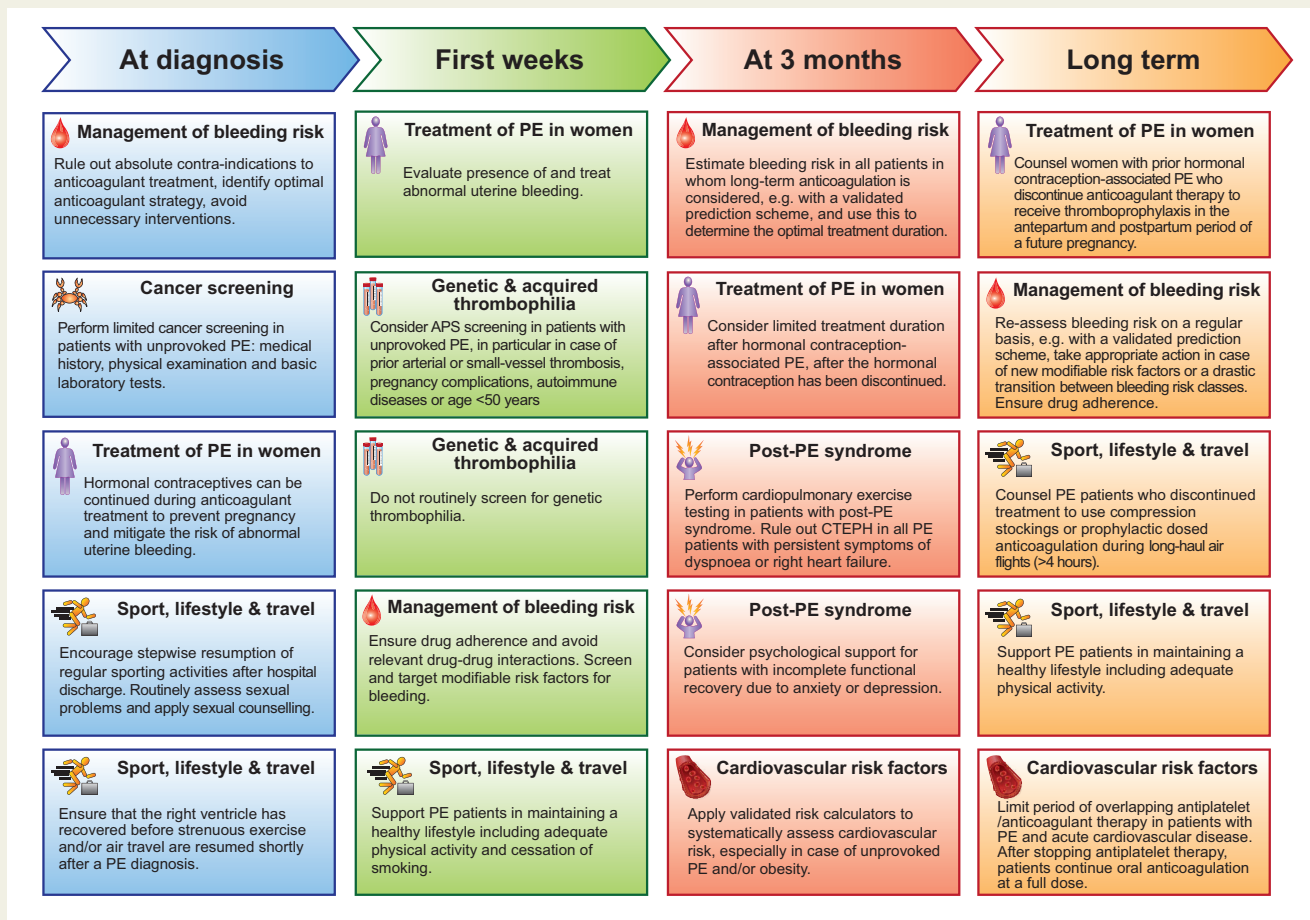 At diagnosis
First weeks
At 3 months
Long term
Management of bleeding risk
Rule out absolute contra-indications to
anticoagulant treatment, identify optimal
anticoagulant strategy, avoid
unnecessary interventions.
Cancer screening
Perform limited cancer screening in
patients with unprovoked PE: medical
history, physical examination and basic
laboratory tests.
Treatment of PE in women
Hormonal contraceptives can be
continued during anticoagulant
treatment to prevent pregnancy
and mitigate the risk of abnormal
uterine bleeding.
Sport, lifestyle & travel
Encourage stepwise resumption of
regular sporting activities after hospital
discharge. Routinely assess sexual
problems and apply sexual counselling.
Sport, lifestyle & travel
Ensure that the right ventricle has
recovered before strenuous exercise
and/or air travel are resumed shortly
after a PE diagnosis.
Treatment of PE in women
Evaluate presence of and treat
abnormal uterine bleeding.
Genetic & acquired
thrombophilia
Consider APS screening in patients with
unprovoked PE, in particular in case of
prior arterial or small-vessel thrombosis,
pregnancy complications, autoimmune
diseases or age <50 years
Genetic & acquired
thrombophilia
Do not routinely screen for genetic
thrombophilia.
Management of bleeding risk
Ensure drug adherence and avoid
relevant drug-drug interactions. Screen
and target modifiable risk factors for
bleeding.
Sport, lifestyle & travel
Support PE patients in maintaining a
healthy lifestyle including adequate
physical activity and cessation of
smoking.
Management of bleeding risk
Estimate bleeding risk in all patients in
whom long-term anticoagulation is
considered, e.g. with a validated
prediction scheme, and use this to
determine the optimal treatment duration.
Treatment of PE in women
Consider limited treatment duration
after hormonal contraception-
associated PE, after the hormonal
contraception has been discontinued.
Post-PE syndrome
Perform cardiopulmonary exercise
testing in patients with post-PE
syndrome. Rule out CTEPH in all PE
patients with persistent symptoms of
dyspnoea or right heart failure.
Post-PE syndrome
Consider psychological support for
patients with incomplete functional
recovery due to anxiety or depression.
Cardiovascular risk factors
Apply validated risk calculators to
systematically assess cardiovascular
risk, especially in case of unprovoked
PE and/or obesity.
Treatment of PE in women
Counsel women with prior hormonal
contraception-associated PE who
discontinue anticoagulant therapy to
receive thromboprophylaxis in the
antepartum and postpartum period of
a future pregnancy.
Management of bleeding risk
Re-assess bleeding risk on a regular
basis, e.g. with a validated prediction
scheme, take appropriate action in case
of new modifiable risk factors or a drastic
transition between bleeding risk classes.
Ensure drug adherence.
Sport, lifestyle & travel
Counsel PE patients who discontinued
treatment to use compression
stockings or prophylactic dosed
anticoagulation during long-haul air
flights (>4 hours).
Sport, lifestyle & travel
Support PE patients in maintaining a
healthy lifestyle including adequate
physical activity.
Cardiovascular risk factors
Limit period of overlapping antiplatelet
/anticoagulant therapy in patients with
PE and acute cardiovascular disease.
After stopping antiplatelet therapy,
patients continue oral anticoagulation
at a full dose.